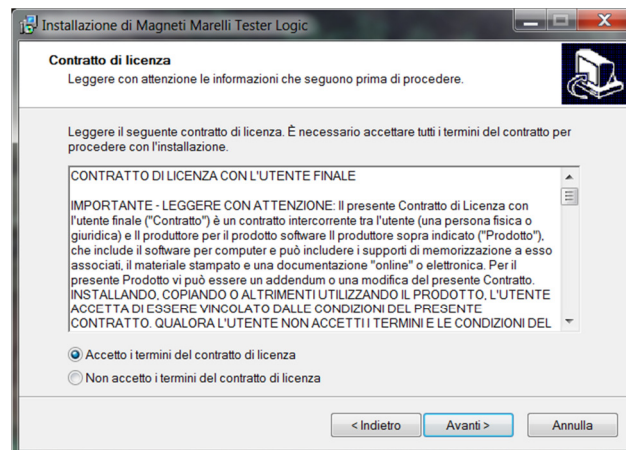 Installazione di Magneti Marelli Tester Logic
Contratto di licenza
Leggere con attenzione le informazioni che seguono prima di procedere.
Leggere il seguente contratto di licenza. È necessario accettare tutti i termini del contratto per
procedere con l'installazione.
CONTRATTO DI LICENZA CON L'UTENTE FINALE
IMPORTANTE - LEGGERE CON ATTENZIONE: Il presente Contratto di Licenza con
l'utente finale ("Contratto") è un contratto intercorrente tra l'utente (una persona fisica o
giuridica) e Il produttore per il prodotto software Il produttore sopra indicato ("Prodotto"),
che include il software per computer e può includere i supporti di memorizzazione a esso
associati, il materiale stampato e una documentazione "online" o elettronica. Per il
presente Prodotto vi può essere un addendum o una modifica del presente Contratto.
INSTALLANDO, COPIANDO O ALTRIMENTI UTILIZZANDO IL PRODOTTO, L'UTENTE
ACCETTA DI ESSERE VINCOLATO DALLE CONDIZIONI DEL PRESENTE
CONTRATTO. QUALORA L'UTENTE NON ACCETTI I TERMINI E LE CONDIZIONI DEL
Accetto i termini del contratto di licenza
Non accetto i termini del contratto di licenza
< Indietro
Avanti >
Annulla